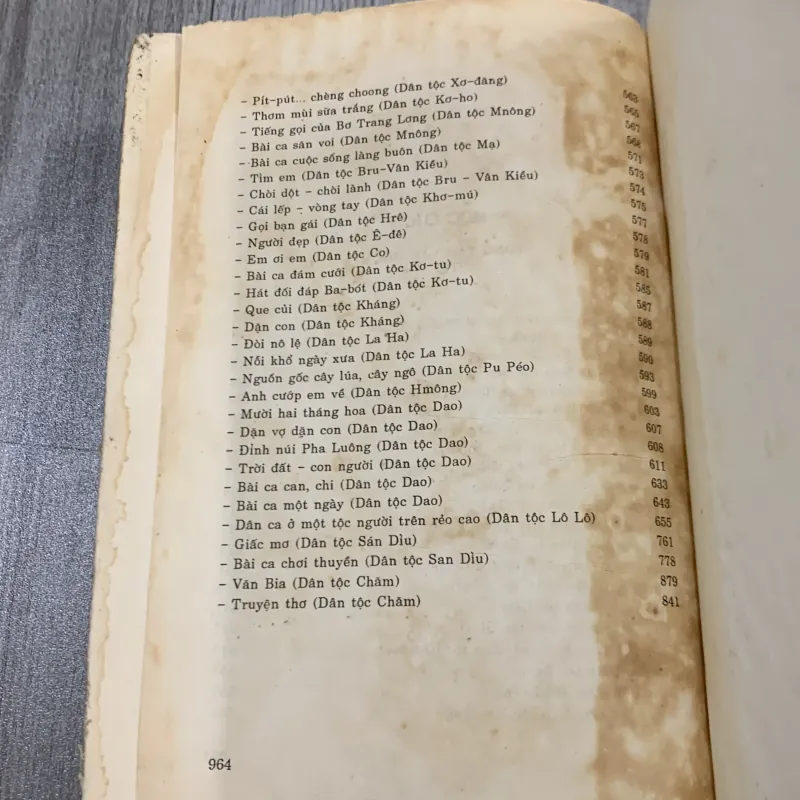 – Pít-pút... chèng choong (Dân tộc Xơ-đăng) 563
– Thơm mùi sữa trắng (Dân tộc Kơ-ho) 565
– Tiếng gọi của Bơ Trang Lơng (Dân tộc Mnông) 567
– Bài ca săn voi (Dân tộc Mnông) 568
– Bài ca cuộc sống làng buôn (Dân tộc Mạ) 571
– Tìm em (Dân tộc Bru-Vân Kiều) 573
– Chòi dột – chòi lành (Dân tộc Bru – Vân Kiều) 574
– Cái lếp – vòng tay (Dân tộc Khơ-mú) 575
– Gọi bạn gái (Dân tộc Hrê) 577
– Người đẹp (Dân tộc Ê-đê) 578
– Em ơi em (Dân tộc Co) 579
– Bài ca đám cưới (Dân tộc Kơ-tu) 581
– Hát đối đáp Ba-bót (Dân tộc Kơ-tu) 585
– Que củi (Dân tộc Kháng) 587
– Dặn con (Dân tộc Kháng) 588
– Đòi nô lệ (Dân tộc La Ha) 589
– Nỗi khổ ngày xưa (Dân tộc La Ha) 590
– Nguồn gốc cây lúa, cây ngô (Dân tộc Pu Péo) 593
– Anh cướp em về (Dân tộc Hmông) 599
– Mười hai tháng hoa (Dân tộc Dao) 603
– Dặn vợ dặn con (Dân tộc Dao) 607
– Đỉnh núi Pha Luông (Dân tộc Dao) 608
– Trời đất – con người (Dân tộc Dao) 611
– Bài ca can, chi (Dân tộc Dao) 633
– Bài ca một ngày (Dân tộc Dao) 643
– Dân ca ở một tộc người trên rẻo cao (Dân tộc Lô Lô) 655
– Giấc mơ (Dân tộc Sán Dìu) 761
– Bài ca chơi thuyền (Dân tộc San Dìu) 778
– Văn Bia (Dân tộc Chăm) 879
– Truyện thơ (Dân tộc Chăm) 841
964